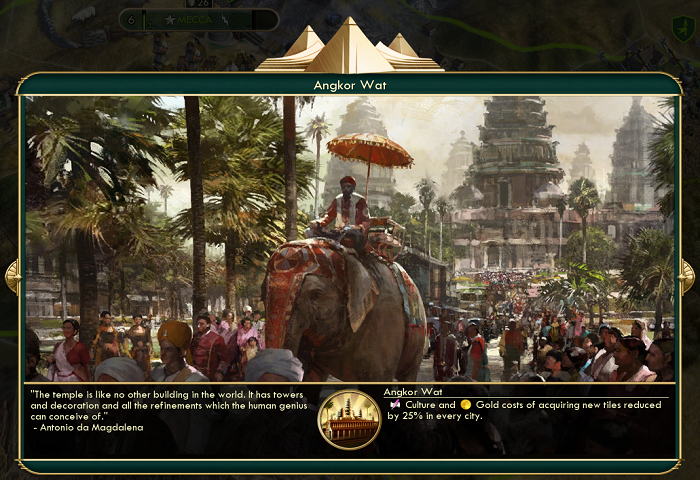 26
6 MECCA
Angkor Wat
"The temple is like no other building in the world. It has towers
and decoration and all the refinements which the human genius
can conceive of."
- Antonio da Magdalena
Angkor Wat
Culture and Gold costs of acquiring new tiles reduced
by 25% in every city.